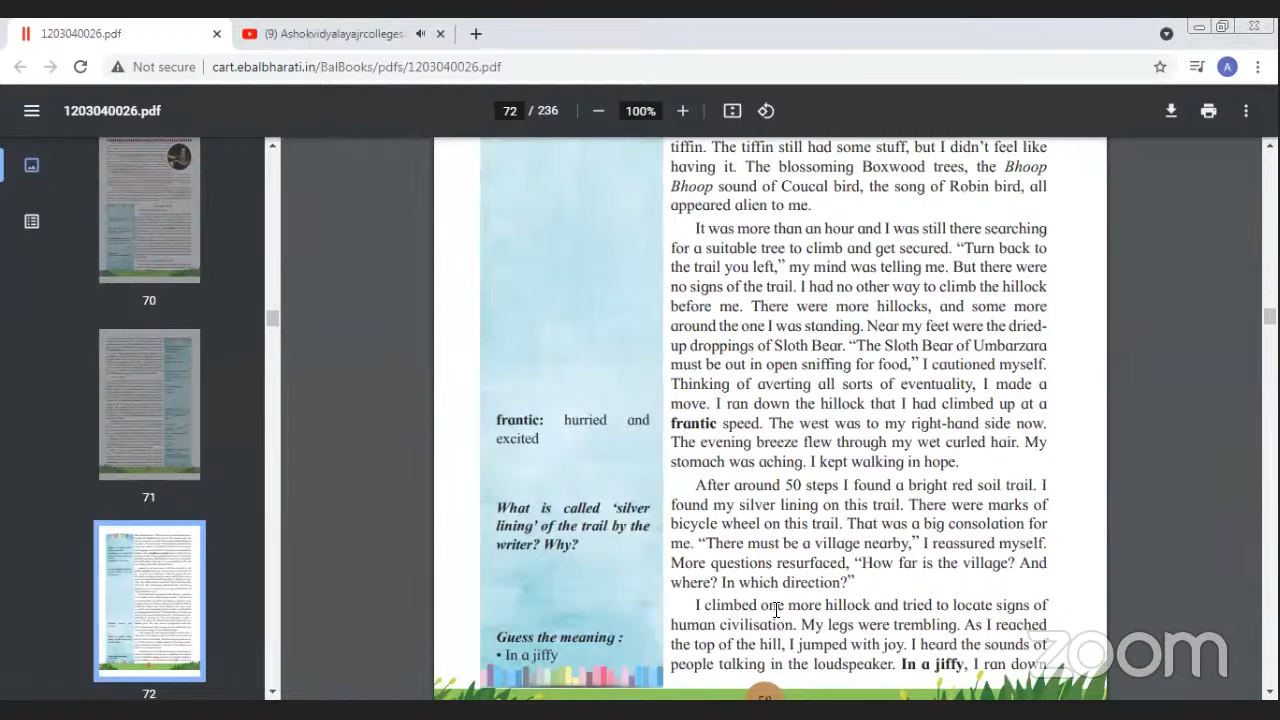 1203040026.pdf
(9) Ashokvidyalayajrcolleges
Not secure
cart.ebalbharati.in/BalBooks/pdfs/1203040026.pdf
A
1203040026.pdf
72 / 236
100%
70
71
72
tiffin. The tiffin still had some stuff, but I didn't feel like
having it. The blossoming Boxwood trees, the Bhoop
Bhoop sound of Coucal bird, the song of Robin bird, all
appeared alien to me.
It was more than an hour and I was still there searching
for a suitable tree to climb and get secured. “Turn back to
the trail you left,” my mind was telling me. But there were
no signs of the trail. I had no other way to climb the hillock
before me. There were more hillocks, and some more
around the one I was standing. Near my feet were the dried-
up droppings of Sloth Bear. “The Sloth Bear of Umbarzara
must be out in open sniffing for food,” I cautioned myself.
Thinking of averting all sorts of eventuality, I made a
move. I ran down the hillock that I had climbed up at a
frantic speed. The west was to my right-hand side now.
The evening breeze flew through my wet curled hair. My
stomach was aching. I kept walking in hope.
After around 50 steps I found a bright red soil trail. I
found my silver lining on this trail. There were marks of
bicycle wheel on this trail. That was a big consolation for
me. “There must be a village nearby.” I reassured myself.
More questions resurfaced, “How far is the village? And
where? In which direction?”
I climbed one more hillock and tried to locate signs of
human civilisation. My legs were trembling. As I reached
the top of the hill, I jumped in joy. I heard the sounds of
people talking in the loudspeaker. In a jiffy, I ran down
frantic: hurried and
excited
What is called ‘silver
lining’ of the trail by the
writer? Why?
Guess the meaning :
• In a jiffy
58
zoom